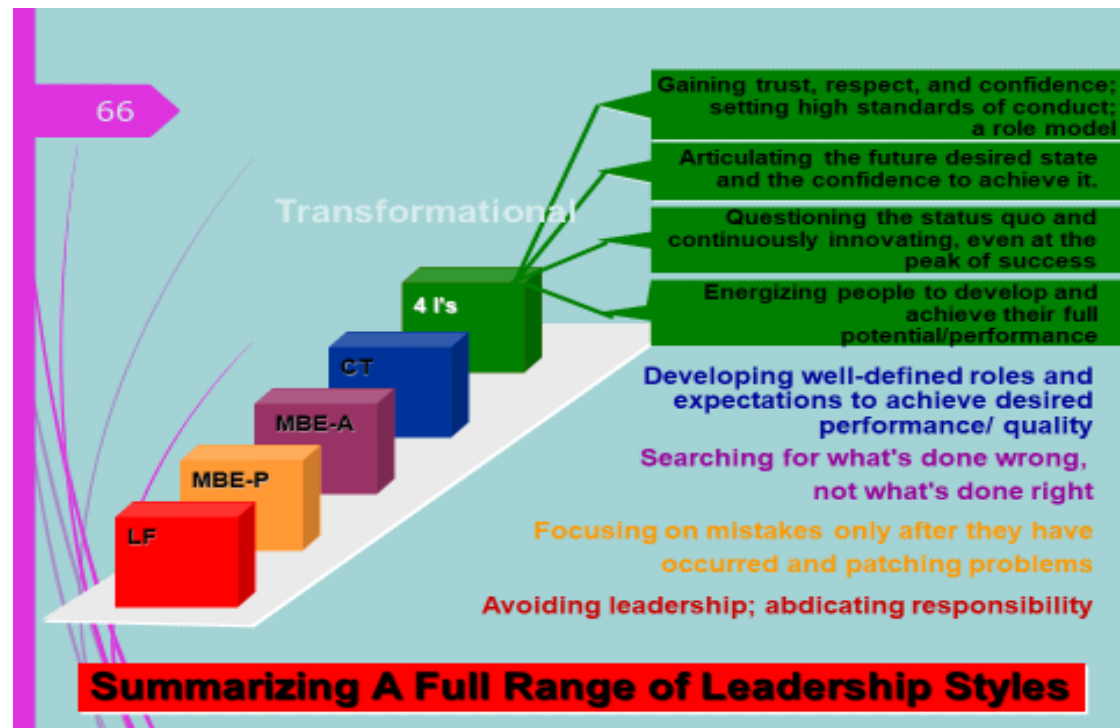 66
Gaining trust, respect, and confidence;
setting high standards of conduct;
a role model
Articulating the future desired state
and the confidence to achieve it.
Transformational
Questioning the status quo and
continuously innovating, even at the
peak of success
Energizing people to develop and
achieve their full
potential/performance
4 I's
CT
MBE-A
MBE-P
LF
Developing well-defined roles and
expectations to achieve desired
performance/ quality
Searching for what's done wrong,
not what's done right
Focusing on mistakes only after they have
occurred and patching problems
Avoiding leadership; abdicating responsibility
Summarizing A Full Range of Leadership Styles